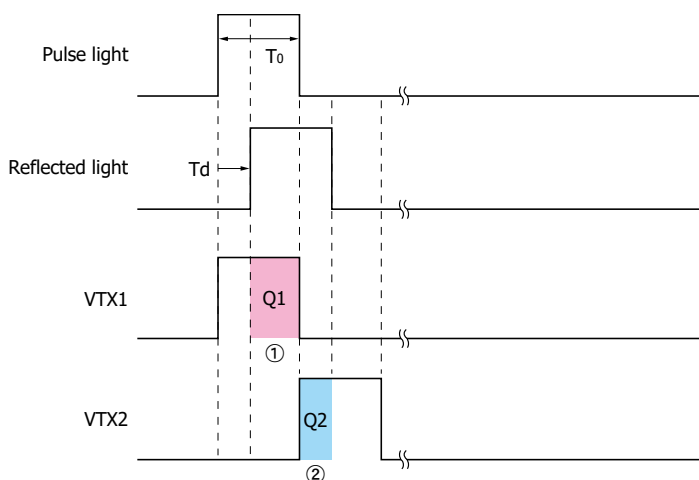 Pulse light
T0
Reflected light
Td
VTX1
Q1
①
VTX2
Q2
②